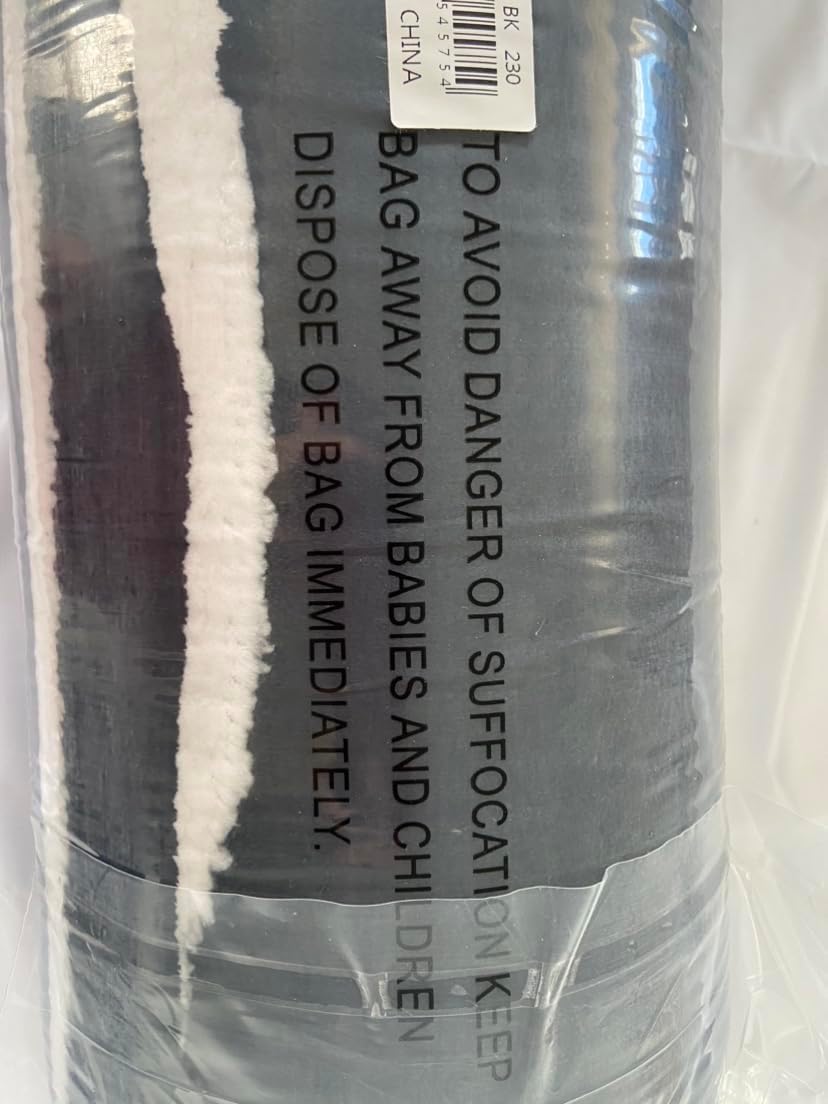 BK 230
545754
CHINA
TO AVOID DANGER OF SUFFOCATION KEEP
BAG AWAY FROM BABIES AND CHILDREN
DISPOSE OF BAG IMMEDIATELY.